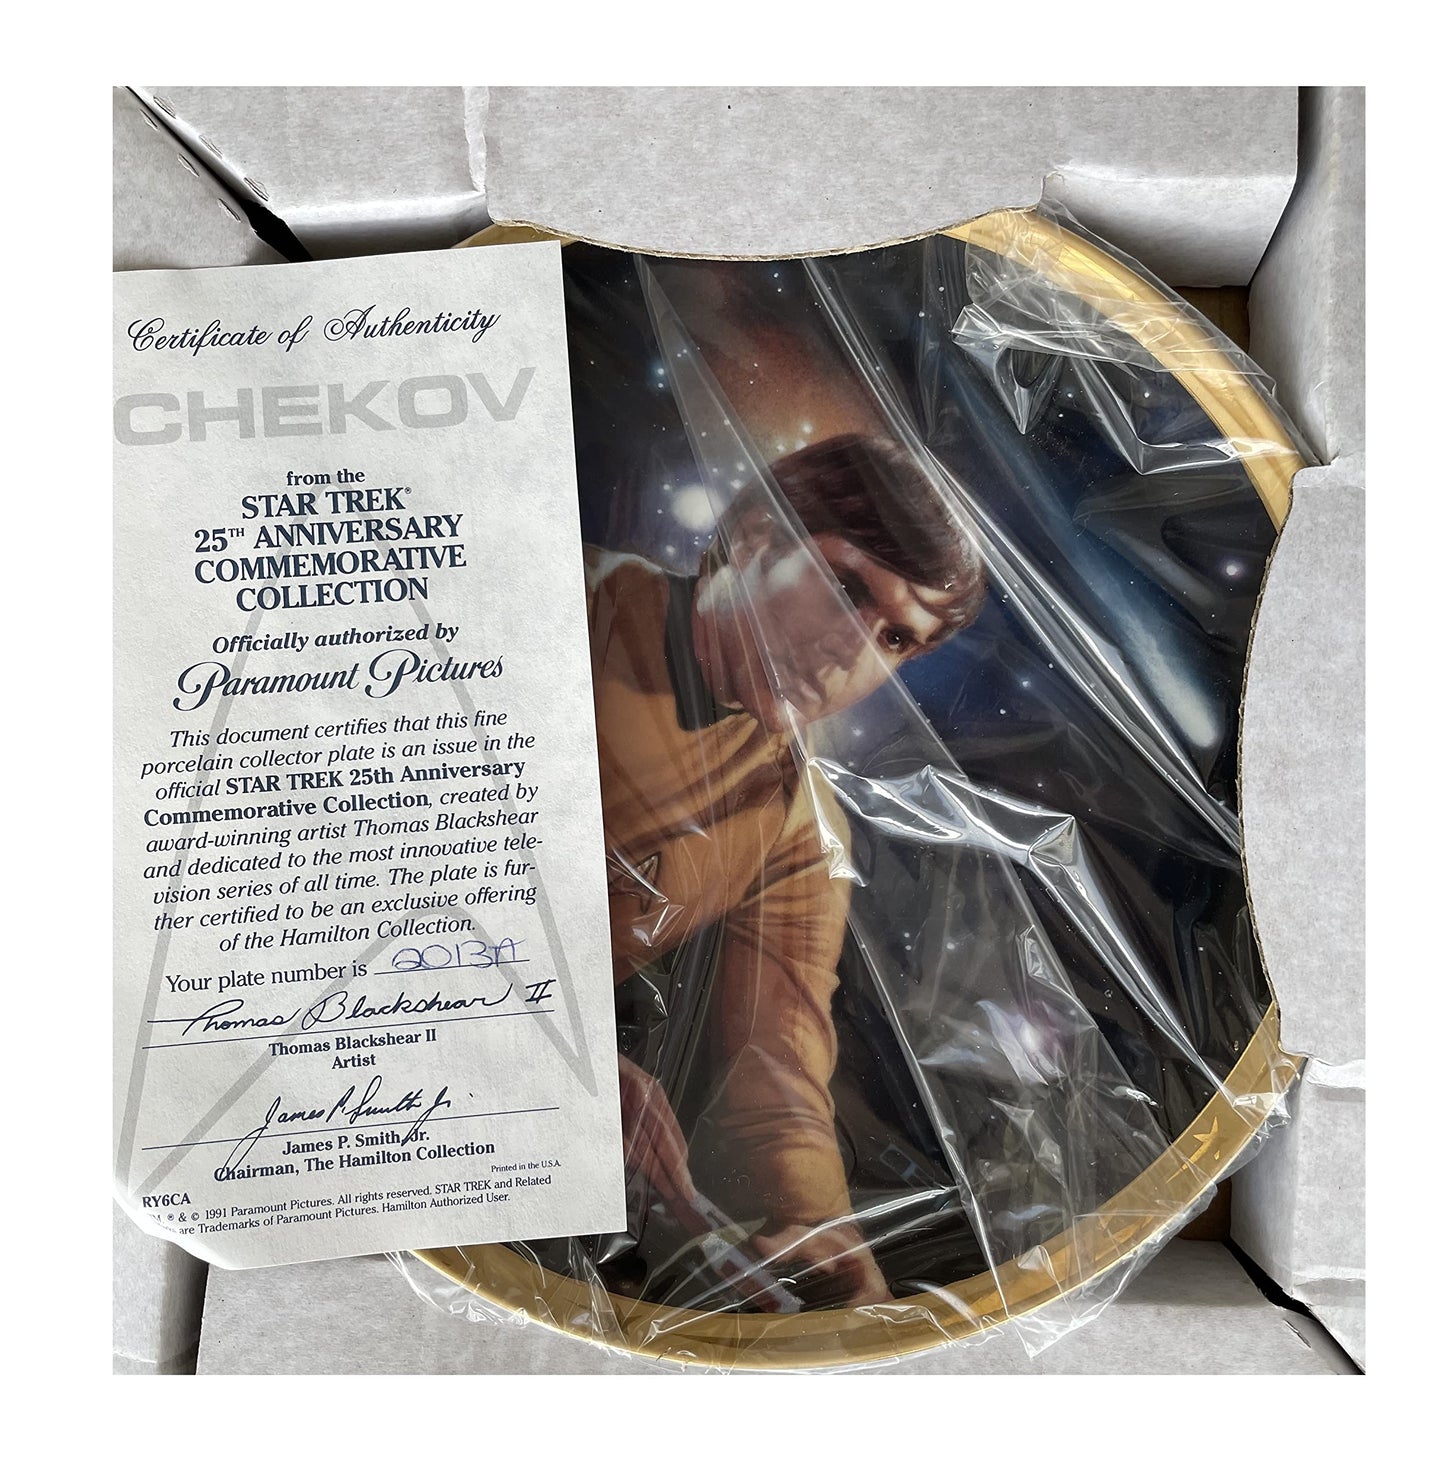 Certificate of Authenticity
CHEKOV
from the
STAR TREK®
25TH ANNIVERSARY
COMMEMORATIVE
COLLECTION
Officially authorized by
Paramount Pictures
This document certifies that this fine
porcelain collector plate is an issue in the
official STAR TREK 25th Anniversary
Commemorative Collection, created by
award-winning artist Thomas Blackshear
and dedicated to the most innovative tele-
vision series of all time. The plate is fur-
ther certified to be an exclusive offering
of the Hamilton Collection.
Your plate number is 2013A
Thomas Blackshear II
Thomas Blackshear II
Artist
James P. Smith Jr.
James P. Smith, Jr.
Chairman, The Hamilton Collection
Printed in the U.S.A.
RY6CA
® & © 1991 Paramount Pictures. All rights reserved. STAR TREK and Related
are Trademarks of Paramount Pictures. Hamilton Authorized User.